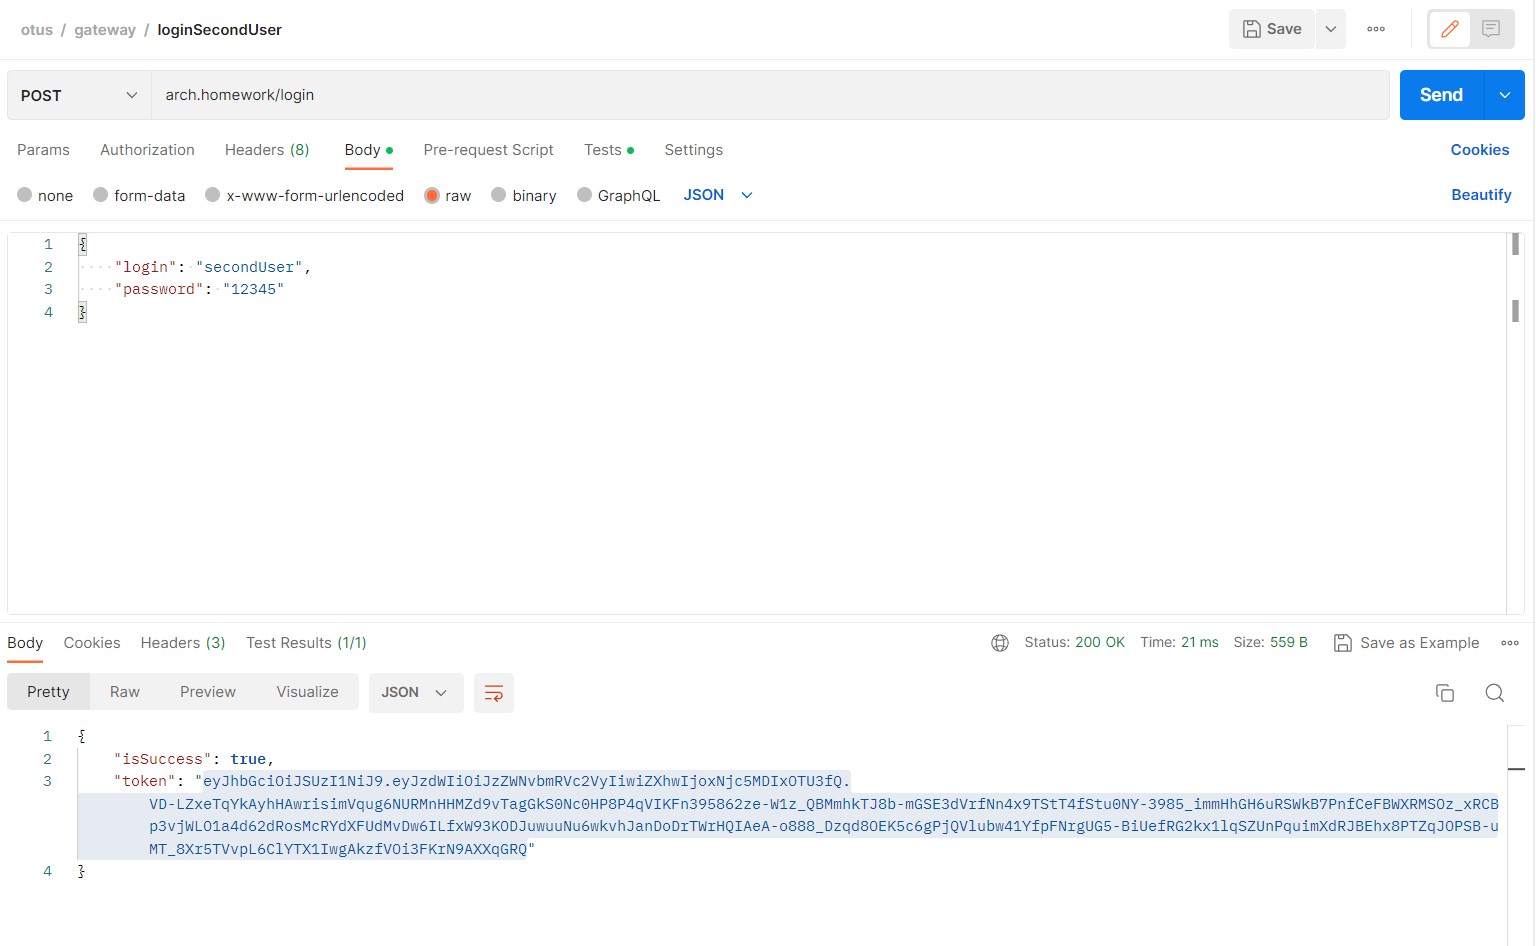 otus / gateway / loginSecondUser
Save
POST
arch.homework/login
Send
Params Authorization Headers (8) Body Pre-request Script Tests Settings Cookies
none form-data x-www-form-urlencoded raw binary GraphQL JSON Beautify
1 {
2 "login": "secondUser",
3 "password": "12345"
4 }
Body Cookies Headers (3) Test Results (1/1) Status: 200 OK Time: 21 ms Size: 559 B Save as Example
Pretty Raw Preview Visualize JSON
1 {
2 "isSuccess": true,
3 "token": "eyJhbGciOiJSUzI1NiJ9.eyJzdWIiOiJzZWNvbmRVc2VyIiwiZXhwIjoxNjc5MDIxOTU3fQ.
VD-LZxeTqYkAyhHAwrisimVqug6NURMnHHMZd9vTagGkS0Nc0HP8P4qVIKFn395862ze-W1z_QBMmhkTJ8b-mGSE3dVrfNn4x9TStT4fStu0NY-3985_immHhGH6uRSWkB7PnfCeFBWXRMSOz_xRCB
p3vjWLO1a4d62dRosMcRYdXFUdMvDw6ILfxW93KODJuwuuNu6wkvhJanDoDrTWrHQIAeA-o888_Dzqd8OEK5c6gPjQVlubw41YfpFNrgUG5-BiUefRG2kx1lqSZUnPquimXdRJBEhx8PTZqJOPSB-u
MT_8Xr5TVvpL6ClYTX1IwgAkzfVOi3FKrN9AXXqGRQ"
4 }